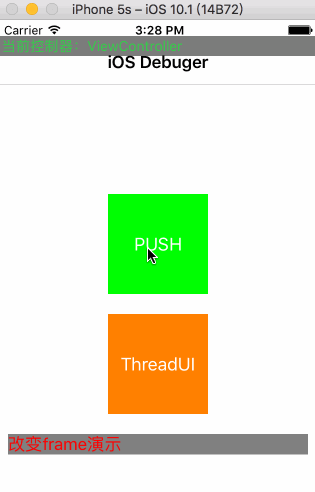 iPhone 5s – iOS 10.1 (14B72)
Carrier 3:28 PM
当前控制器：ViewController
iOS Debuger
PUSH
ThreadUI
改变frame演示